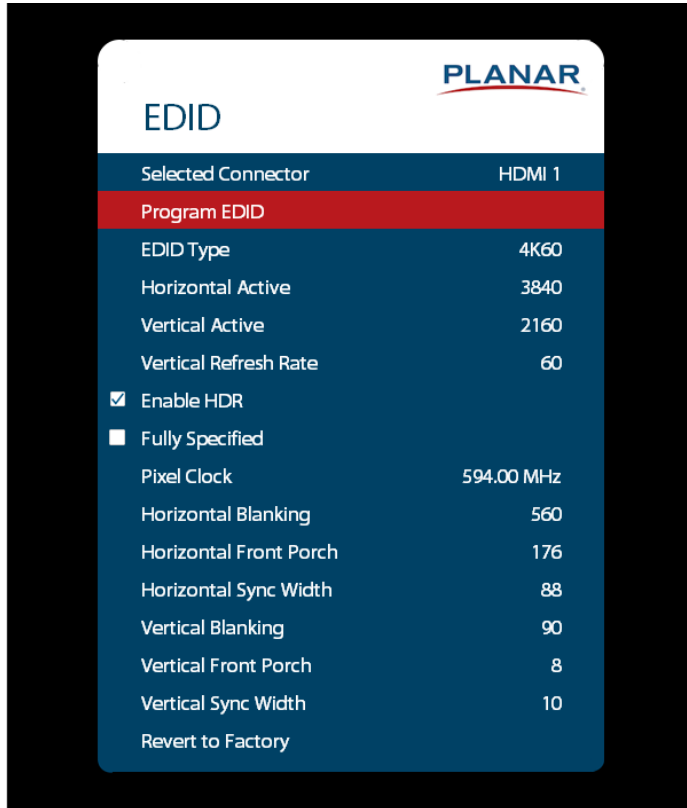 PLANAR
EDID
Selected Connector HDMI 1
Program EDID
EDID Type 4K60
Horizontal Active 3840
Vertical Active 2160
Vertical Refresh Rate 60
Enable HDR
Fully Specified
Pixel Clock 594.00 MHz
Horizontal Blanking 560
Horizontal Front Porch 176
Horizontal Sync Width 88
Vertical Blanking 90
Vertical Front Porch 8
Vertical Sync Width 10
Revert to Factory